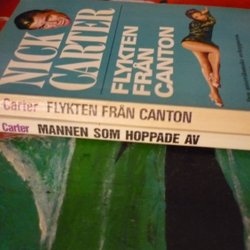 NICK
CARTER
FLYKTEN
FRÅN
CANTON
Carter FLYKTEN FRÅN CANTON
Carter MANNEN SOM HOPPADE AV